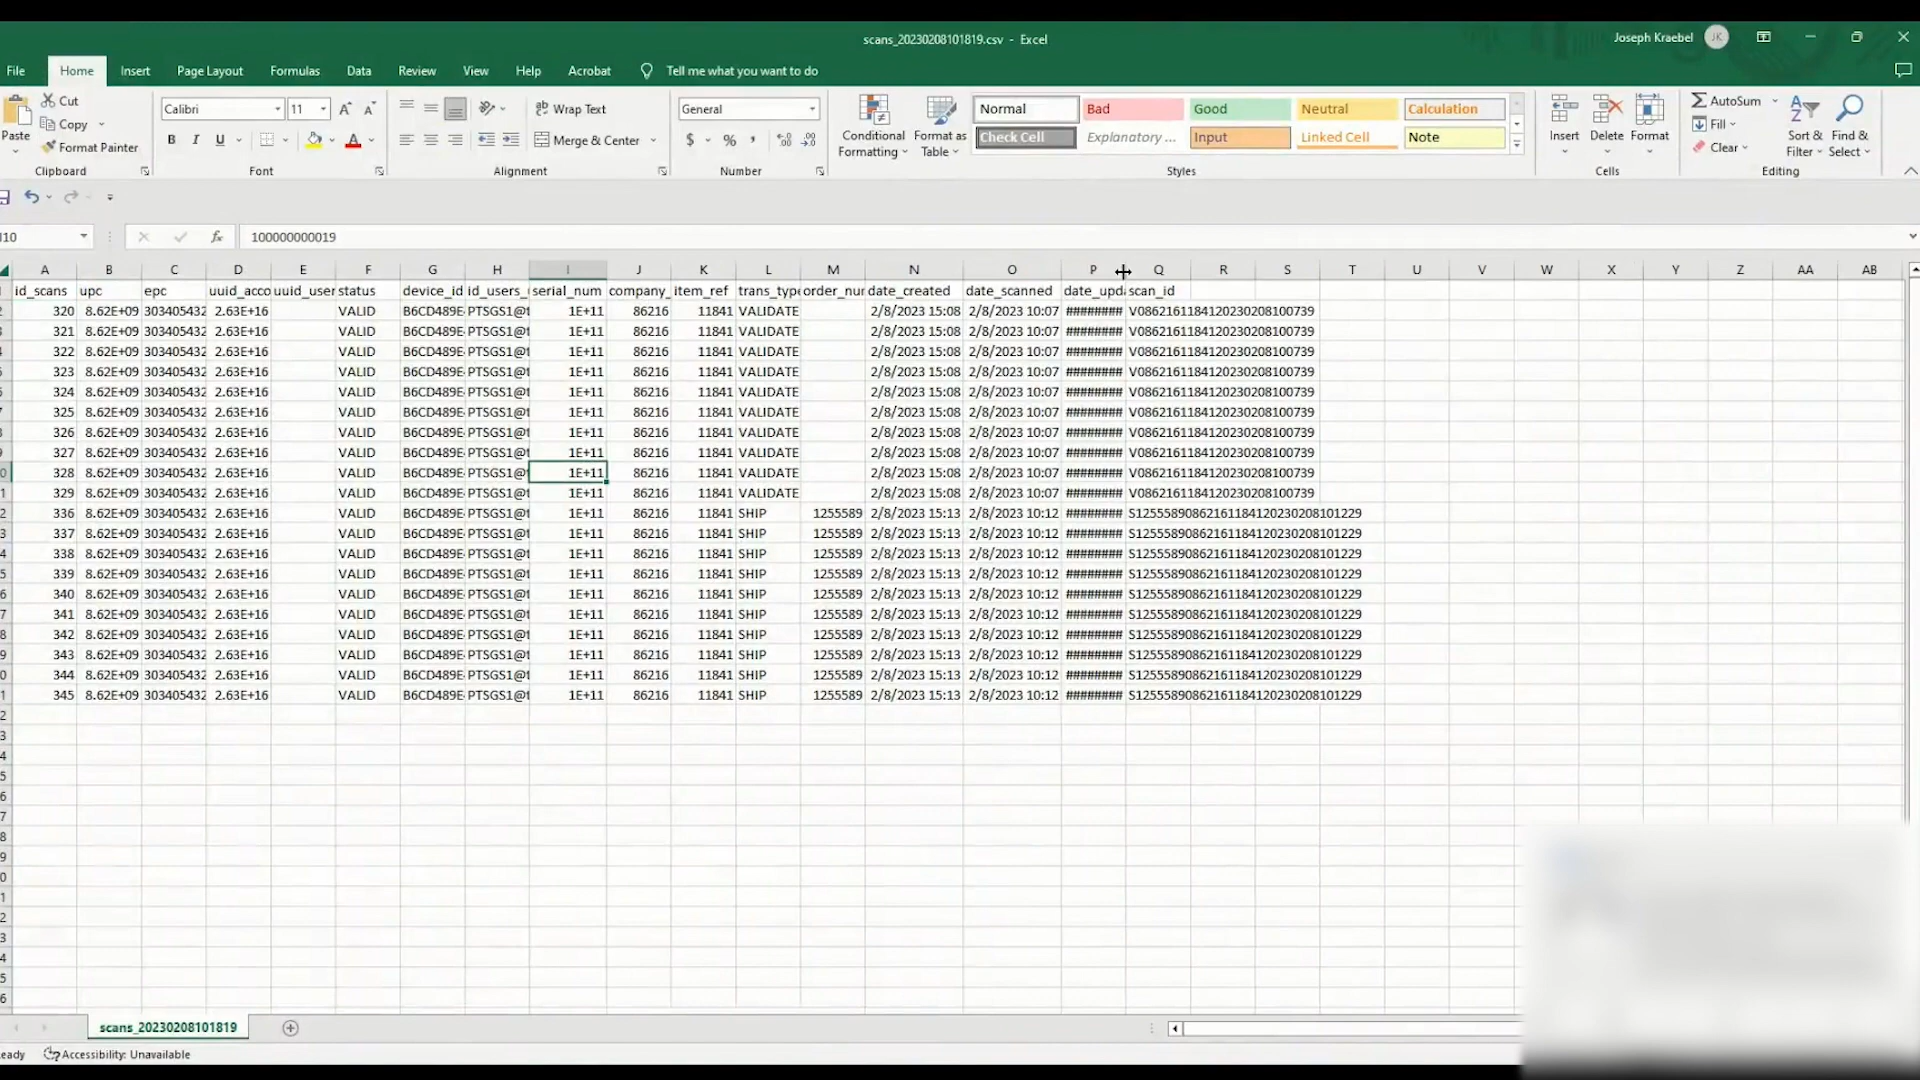 scans_20230208101819.csv - Excel
Joseph Kraebel JK
File Home Insert Page Layout Formulas Data Review View Help Acrobat Tell me what you want to do
Paste
Cut
Copy
Format Painter
Clipboard
Calibri 11
B I U
Font
Wrap Text
Merge & Center
Alignment
General
$ % ,
Number
Conditional Formatting
Format as Table
Normal Bad Good Neutral Calculation
Check Cell Explanatory ... Input Linked Cell Note
Styles
Insert Delete Format
Cells
AutoSum
Fill
Clear
Sort & Filter
Find & Select
Editing
I10 fx 100000000019
A B C D E F G H I J K L M N O P Q R S T U V W X Y Z AA AB
id_scans upc epc uuid_acco uuid_user status device_id id_users_ serial_num company_ item_ref trans_type order_nur date_created date_scanned date_upda scan_id
320 8.62E+09 303405432 2.63E+16 VALID B6CD489E PTSGS1@t 1E+11 86216 11841 VALIDATE 2/8/2023 15:08 2/8/2023 10:07 ######## V0862161184120230208100739
321 8.62E+09 303405432 2.63E+16 VALID B6CD489E PTSGS1@t 1E+11 86216 11841 VALIDATE 2/8/2023 15:08 2/8/2023 10:07 ######## V0862161184120230208100739
322 8.62E+09 303405432 2.63E+16 VALID B6CD489E PTSGS1@t 1E+11 86216 11841 VALIDATE 2/8/2023 15:08 2/8/2023 10:07 ######## V0862161184120230208100739
323 8.62E+09 303405432 2.63E+16 VALID B6CD489E PTSGS1@t 1E+11 86216 11841 VALIDATE 2/8/2023 15:08 2/8/2023 10:07 ######## V0862161184120230208100739
324 8.62E+09 303405432 2.63E+16 VALID B6CD489E PTSGS1@t 1E+11 86216 11841 VALIDATE 2/8/2023 15:08 2/8/2023 10:07 ######## V0862161184120230208100739
325 8.62E+09 303405432 2.63E+16 VALID B6CD489E PTSGS1@t 1E+11 86216 11841 VALIDATE 2/8/2023 15:08 2/8/2023 10:07 ######## V0862161184120230208100739
326 8.62E+09 303405432 2.63E+16 VALID B6CD489E PTSGS1@t 1E+11 86216 11841 VALIDATE 2/8/2023 15:08 2/8/2023 10:07 ######## V0862161184120230208100739
327 8.62E+09 303405432 2.63E+16 VALID B6CD489E PTSGS1@t 1E+11 86216 11841 VALIDATE 2/8/2023 15:08 2/8/2023 10:07 ######## V0862161184120230208100739
328 8.62E+09 303405432 2.63E+16 VALID B6CD489E PTSGS1@t 1E+11 86216 11841 VALIDATE 2/8/2023 15:08 2/8/2023 10:07 ######## V0862161184120230208100739
329 8.62E+09 303405432 2.63E+16 VALID B6CD489E PTSGS1@t 1E+11 86216 11841 VALIDATE 2/8/2023 15:08 2/8/2023 10:07 ######## V0862161184120230208100739
336 8.62E+09 303405432 2.63E+16 VALID B6CD489E PTSGS1@t 1E+11 86216 11841 SHIP 1255589 2/8/2023 15:13 2/8/2023 10:12 ######## S12555890862161184120230208101229
337 8.62E+09 303405432 2.63E+16 VALID B6CD489E PTSGS1@t 1E+11 86216 11841 SHIP 1255589 2/8/2023 15:13 2/8/2023 10:12 ######## S12555890862161184120230208101229
338 8.62E+09 303405432 2.63E+16 VALID B6CD489E PTSGS1@t 1E+11 86216 11841 SHIP 1255589 2/8/2023 15:13 2/8/2023 10:12 ######## S12555890862161184120230208101229
339 8.62E+09 303405432 2.63E+16 VALID B6CD489E PTSGS1@t 1E+11 86216 11841 SHIP 1255589 2/8/2023 15:13 2/8/2023 10:12 ######## S12555890862161184120230208101229
340 8.62E+09 303405432 2.63E+16 VALID B6CD489E PTSGS1@t 1E+11 86216 11841 SHIP 1255589 2/8/2023 15:13 2/8/2023 10:12 ######## S12555890862161184120230208101229
341 8.62E+09 303405432 2.63E+16 VALID B6CD489E PTSGS1@t 1E+11 86216 11841 SHIP 1255589 2/8/2023 15:13 2/8/2023 10:12 ######## S12555890862161184120230208101229
342 8.62E+09 303405432 2.63E+16 VALID B6CD489E PTSGS1@t 1E+11 86216 11841 SHIP 1255589 2/8/2023 15:13 2/8/2023 10:12 ######## S12555890862161184120230208101229
343 8.62E+09 303405432 2.63E+16 VALID B6CD489E PTSGS1@t 1E+11 86216 11841 SHIP 1255589 2/8/2023 15:13 2/8/2023 10:12 ######## S12555890862161184120230208101229
344 8.62E+09 303405432 2.63E+16 VALID B6CD489E PTSGS1@t 1E+11 86216 11841 SHIP 1255589 2/8/2023 15:13 2/8/2023 10:12 ######## S12555890862161184120230208101229
345 8.62E+09 303405432 2.63E+16 VALID B6CD489E PTSGS1@t 1E+11 86216 11841 SHIP 1255589 2/8/2023 15:13 2/8/2023 10:12 ######## S12555890862161184120230208101229
scans_20230208101819
eady Accessibility: Unavailable